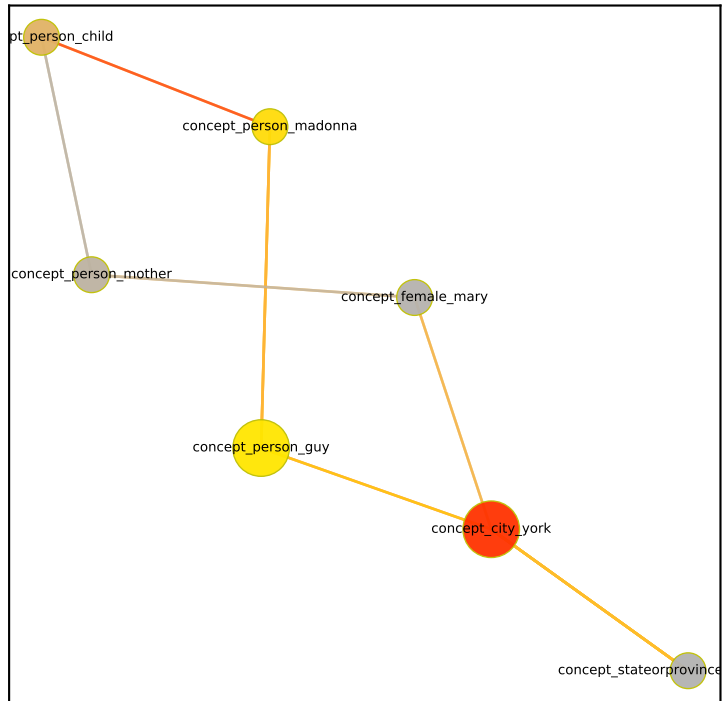 pt_person_child
concept_person_madonna
concept_person_mother
concept_female_mary
concept_person_guy
concept_city_york
concept_stateorprovince